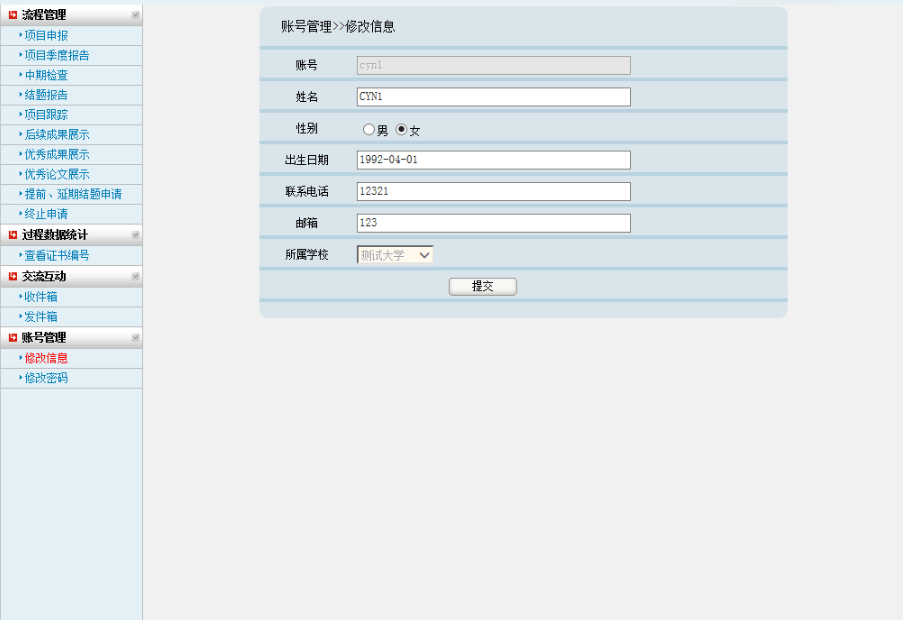 流程管理
项目申报
项目季度报告
中期检查
结题报告
项目跟踪
后续成果展示
优秀成果展示
优秀论文展示
提前、延期结题申请
终止申请
过程数据统计
查看证书编号
交流互动
收件箱
发件箱
账号管理
修改信息
修改密码
账号管理>>修改信息
账号 cyn1
姓名 CYN1
性别 男 女
出生日期 1992-04-01
联系电话 12321
邮箱 123
所属学校 测试大学
提交